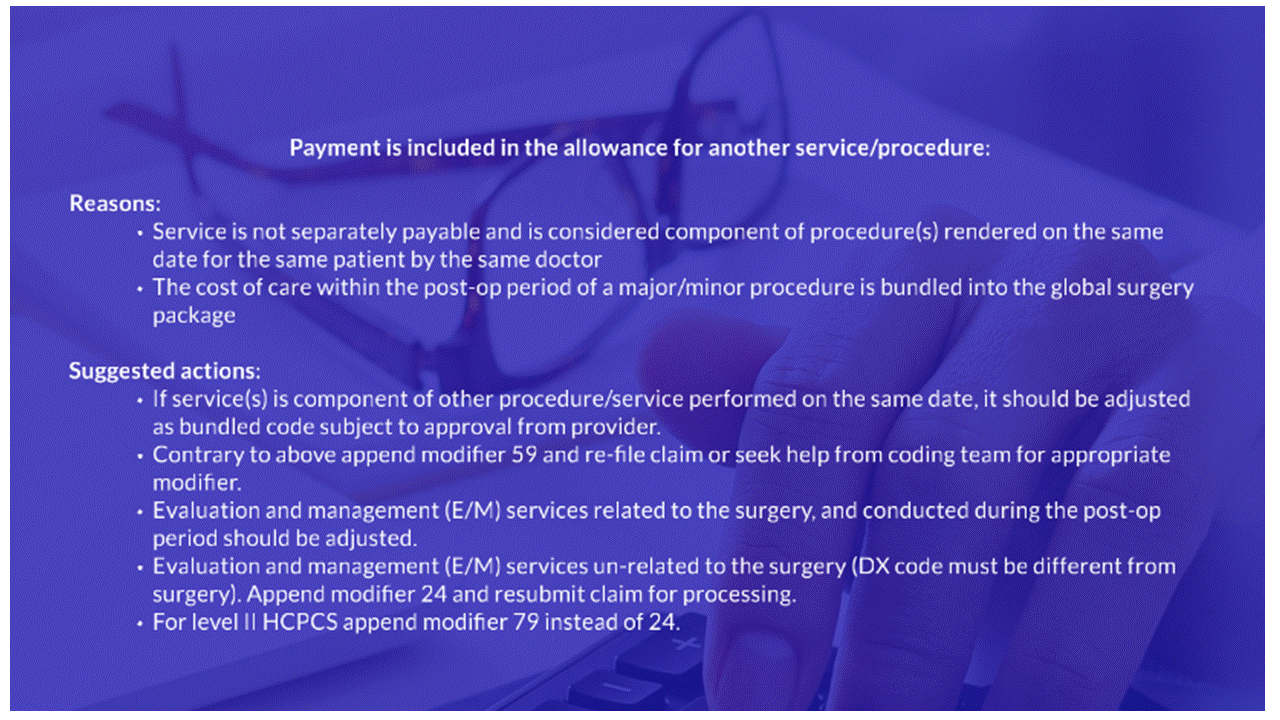 Payment is included in the allowance for another service/procedure:
Reasons:
• Service is not separately payable and is considered component of procedure(s) rendered on the same
date for the same patient by the same doctor
• The cost of care within the post-op period of a major/minor procedure is bundled into the global surgery
package
Suggested actions:
• If service(s) is component of other procedure/service performed on the same date, it should be adjusted
as bundled code subject to approval from provider.
• Contrary to above append modifier 59 and re-file claim or seek help from coding team for appropriate
modifier.
• Evaluation and management (E/M) services related to the surgery, and conducted during the post-op
period should be adjusted.
• Evaluation and management (E/M) services un-related to the surgery (DX code must be different from
surgery). Append modifier 24 and resubmit claim for processing.
• For level II HCPCS append modifier 79 instead of 24.